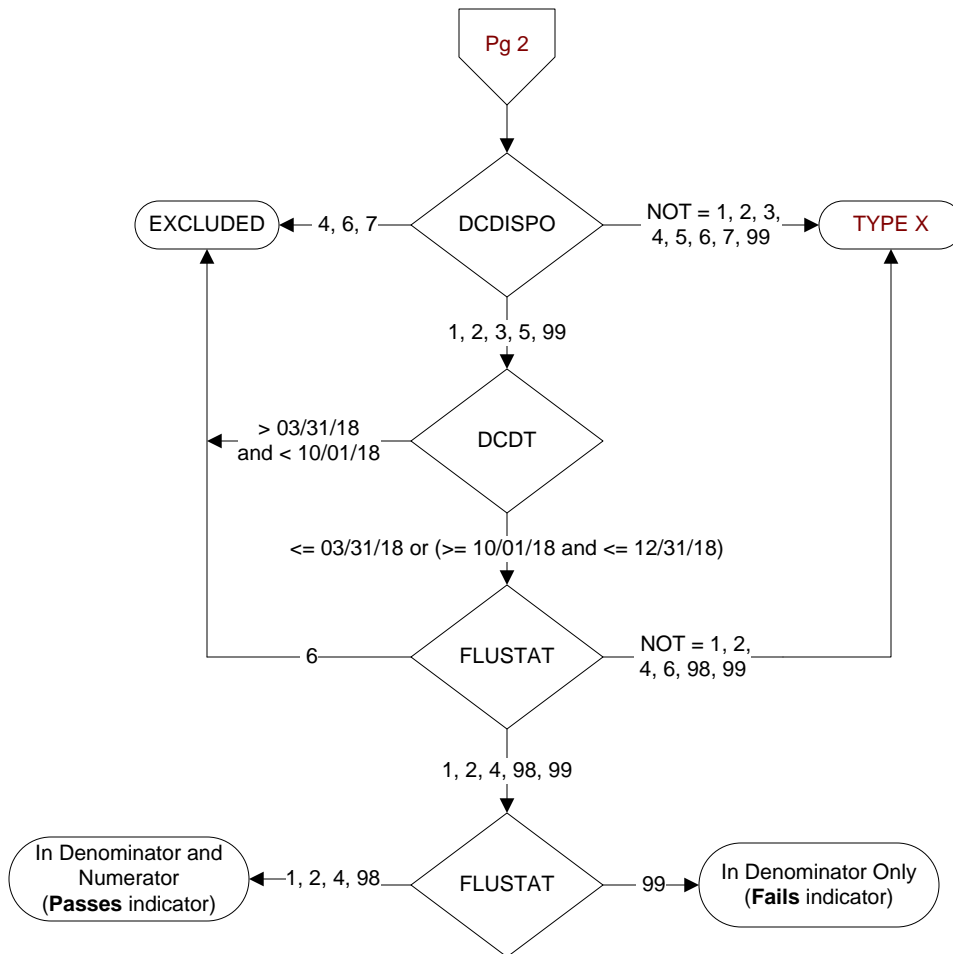 Pg 2
EXCLUDED
4, 6, 7
DCDISPO
NOT = 1, 2, 3,
4, 5, 6, 7, 99
TYPE X
1, 2, 3, 5, 99
> 03/31/18
and < 10/01/18
DCDT
<= 03/31/18 or (>= 10/01/18 and <= 12/31/18)
6
FLUSTAT
NOT = 1, 2,
4, 6, 98, 99
1, 2, 4, 98, 99
In Denominator and
Numerator
(Passes indicator)
1, 2, 4, 98
FLUSTAT
99
In Denominator Only
(Fails indicator)